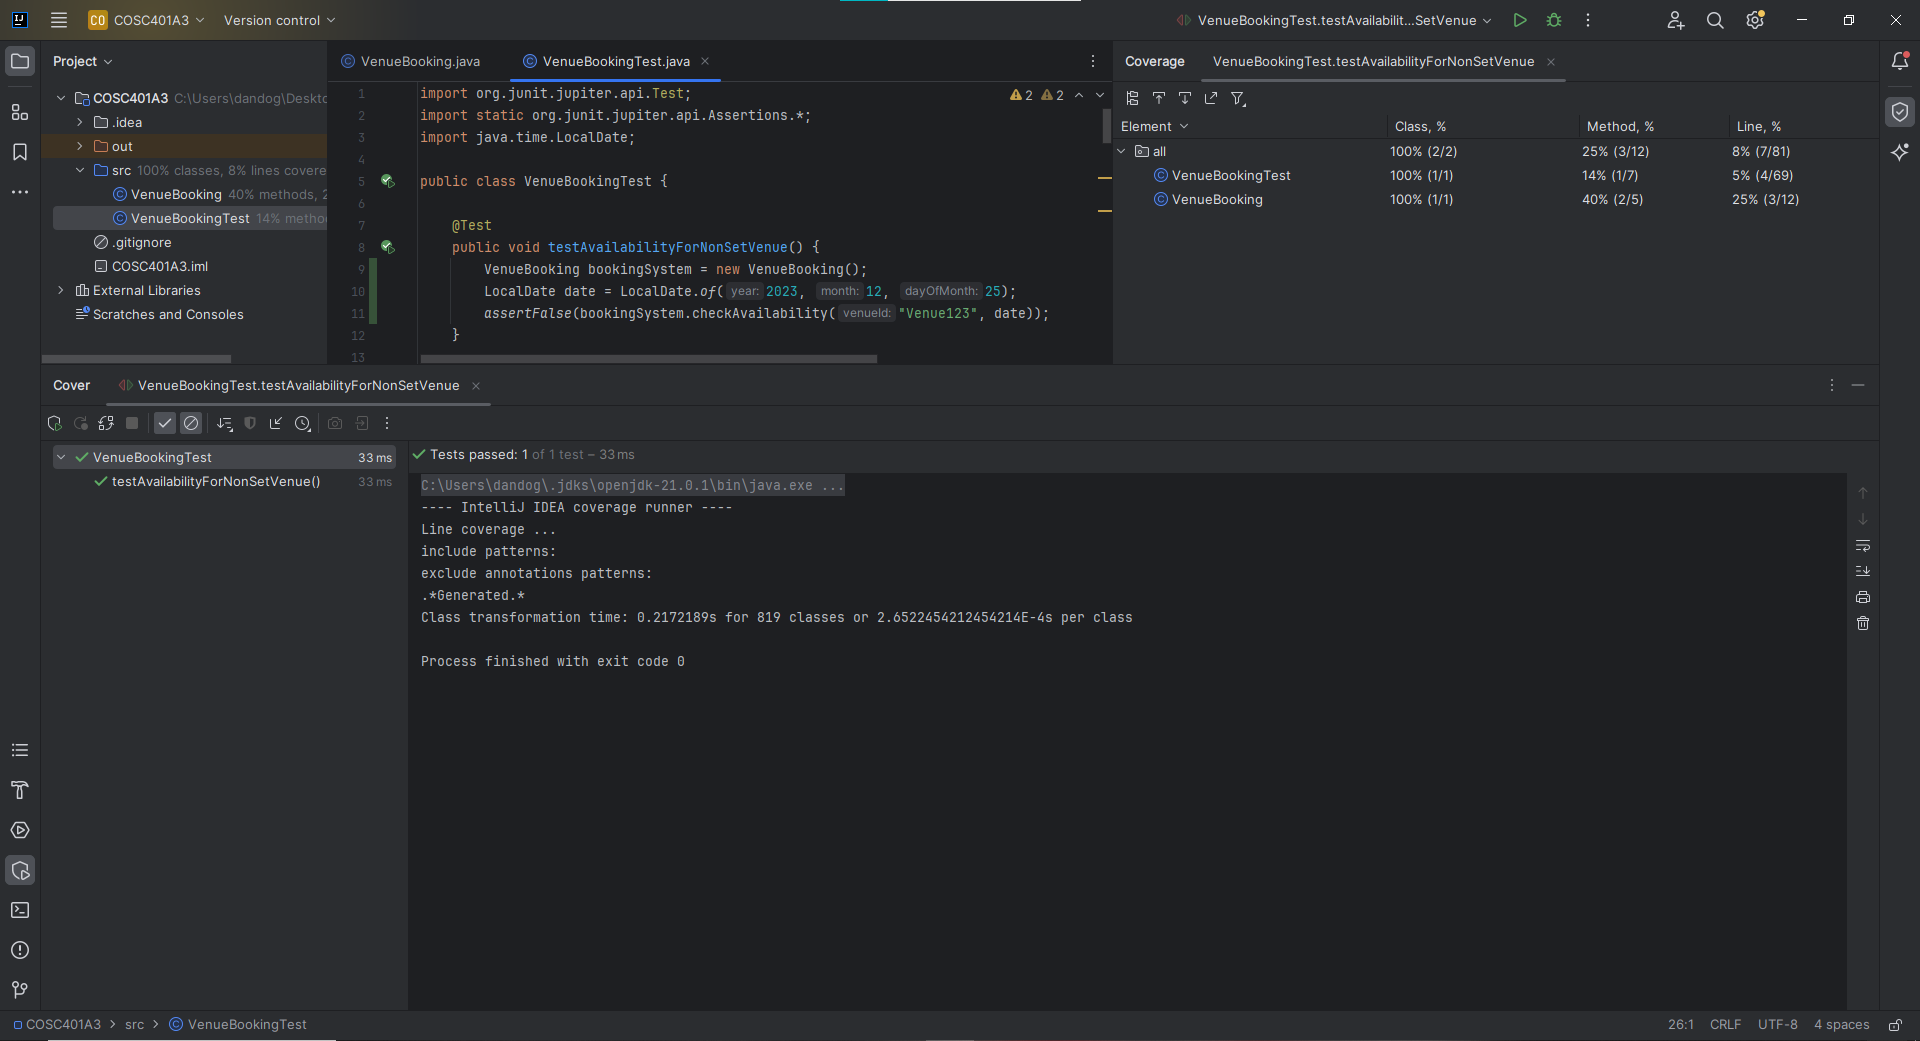 CO COSC401A3 Version control VenueBookingTest.testAvailabilit...SetVenue
Project
COSC401A3 C:\Users\dandog\Deskto
.idea
out
src 100% classes, 8% lines covere
VenueBooking 40% methods, 2
VenueBookingTest 14% metho
.gitignore
COSC401A3.iml
External Libraries
Scratches and Consoles
VenueBooking.java VenueBookingTest.java
2 2
1 import org.junit.jupiter.api.Test;
2 import static org.junit.jupiter.api.Assertions.*;
3 import java.time.LocalDate;
4
5 public class VenueBookingTest {
6
7 @Test
8 public void testAvailabilityForNonSetVenue() {
9 VenueBooking bookingSystem = new VenueBooking();
10 LocalDate date = LocalDate.of( year: 2023, month: 12, dayOfMonth: 25);
11 assertFalse(bookingSystem.checkAvailability( venueId: "Venue123", date));
12 }
13
Coverage VenueBookingTest.testAvailabilityForNonSetVenue
Element Class, % Method, % Line, %
all 100% (2/2) 25% (3/12) 8% (7/81)
VenueBookingTest 100% (1/1) 14% (1/7) 5% (4/69)
VenueBooking 100% (1/1) 40% (2/5) 25% (3/12)
Cover VenueBookingTest.testAvailabilityForNonSetVenue
VenueBookingTest 33 ms
testAvailabilityForNonSetVenue() 33 ms
Tests passed: 1 of 1 test – 33 ms
C:\Users\dandog\.jdks\openjdk-21.0.1\bin\java.exe ...
---- IntelliJ IDEA coverage runner ----
Line coverage ...
include patterns:
exclude annotations patterns:
.*Generated.*
Class transformation time: 0.2172189s for 819 classes or 2.6522454212454214E-4s per class
Process finished with exit code 0
COSC401A3 > src > VenueBookingTest 26:1 CRLF UTF-8 4 spaces